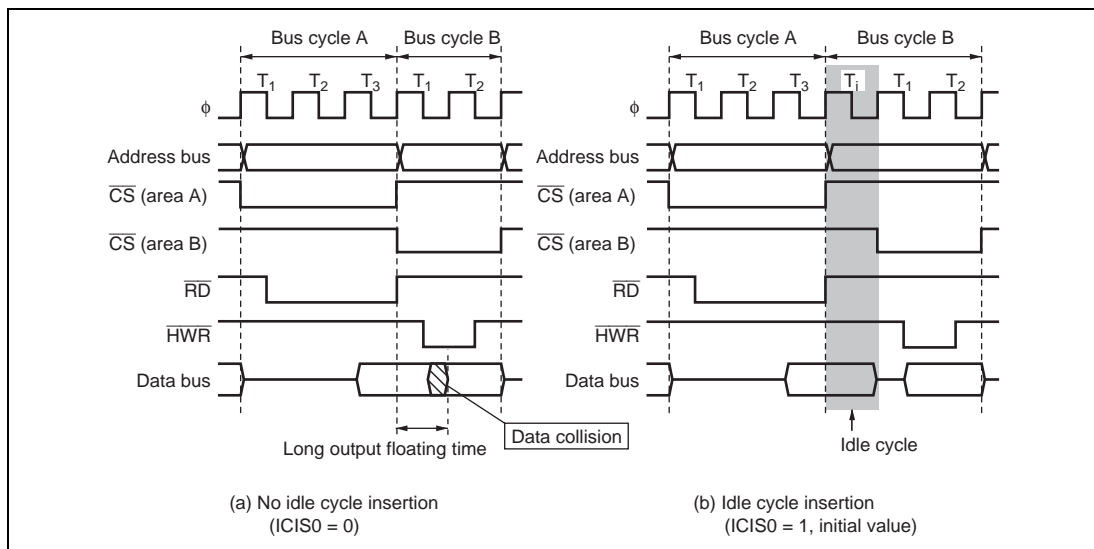 Bus cycle A Bus cycle B
T1 T2 T3 T1 T2
ϕ
Address bus
CS (area A)
CS (area B)
RD
HWR
Data bus
Long output floating time
Data collision
(a) No idle cycle insertion
(ICIS0 = 0)
Bus cycle A Bus cycle B
T1 T2 T3 Ti T1 T2
ϕ
Address bus
CS (area A)
CS (area B)
RD
HWR
Data bus
Idle cycle
(b) Idle cycle insertion
(ICIS0 = 1, initial value)